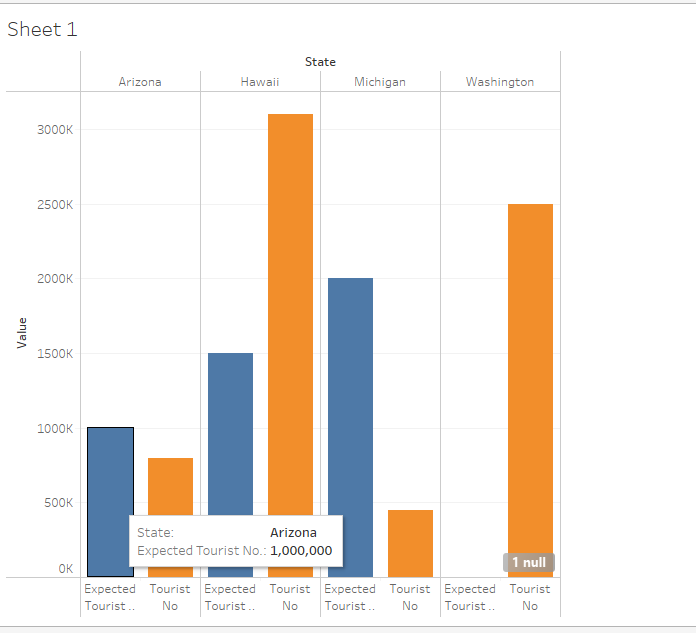 Sheet 1
State
Arizona
Hawaii
Michigan
Washington
3000K
2500K
2000K
1500K
1000K
500K
0K
Value
State: Arizona
Expected Tourist No.: 1,000,000
1 null
Expected
Tourist ..
Tourist
No
Expected
Tourist ..
Tourist
No
Expected
Tourist ..
Tourist
No
Expected
Tourist ..
Tourist
No